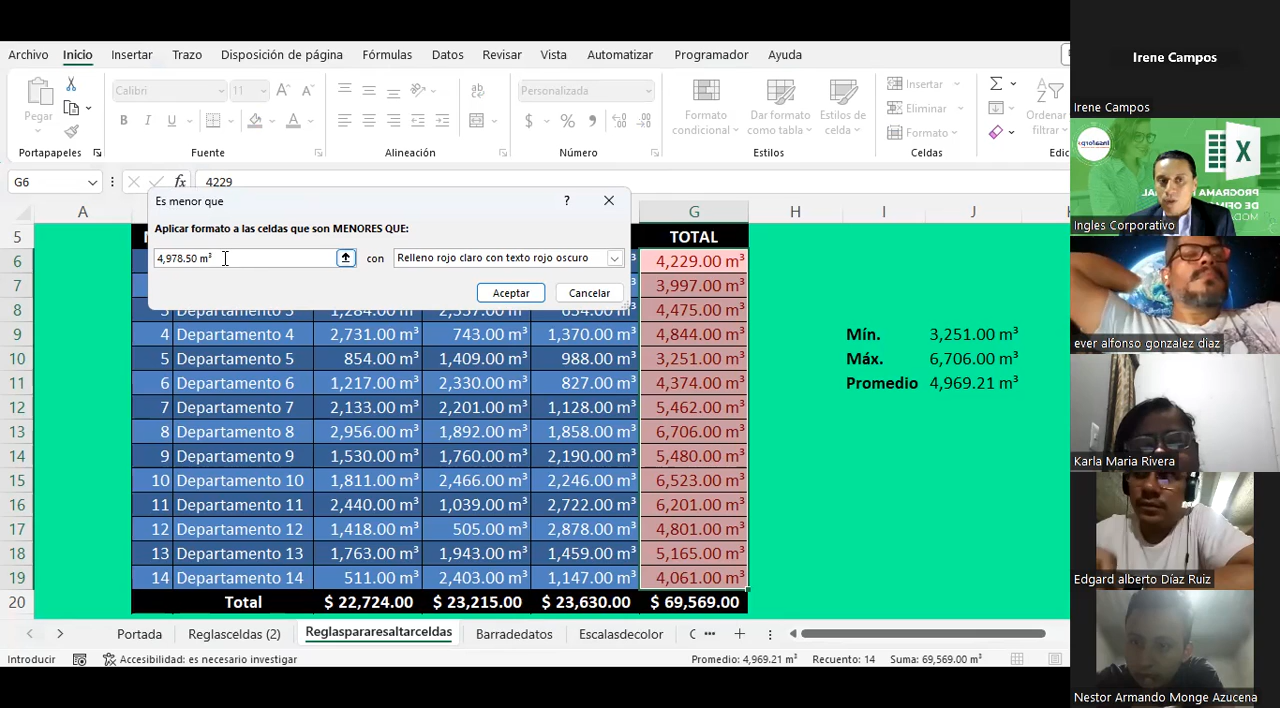 Archivo Inicio Insertar Trazo Disposición de página Fórmulas Datos Revisar Vista Automatizar Programador Ayuda
Pegar
Calibri 11
Personalizada
Formato condicional
Dar formato como tabla
Estilos de celda
Insertar
Eliminar
Formato
Ordenar
filtrar
Portapapeles Fuente Alineación Número Estilos Celdas Edic
G6 fx 4229
Es menor que ?
Aplicar formato a las celdas que son MENORES QUE:
4,978.50 m³ con Relleno rojo claro con texto rojo oscuro
Aceptar Cancelar
A G H I J
5 TOTAL
6 4,229.00 m³
7 3,997.00 m³
8 4,475.00 m³
9 4 Departamento 4 2,731.00 m³ 743.00 m³ 1,370.00 m³ 4,844.00 m³ Mín. 3,251.00 m³
10 5 Departamento 5 854.00 m³ 1,409.00 m³ 988.00 m³ 3,251.00 m³ Máx. 6,706.00 m³
11 6 Departamento 6 1,217.00 m³ 2,330.00 m³ 827.00 m³ 4,374.00 m³ Promedio 4,969.21 m³
12 7 Departamento 7 2,133.00 m³ 2,201.00 m³ 1,128.00 m³ 5,462.00 m³
13 8 Departamento 8 2,956.00 m³ 1,892.00 m³ 1,858.00 m³ 6,706.00 m³
14 9 Departamento 9 1,530.00 m³ 1,760.00 m³ 2,190.00 m³ 5,480.00 m³
15 10 Departamento 10 1,811.00 m³ 2,466.00 m³ 2,246.00 m³ 6,523.00 m³
16 11 Departamento 11 2,440.00 m³ 1,039.00 m³ 2,722.00 m³ 6,201.00 m³
17 12 Departamento 12 1,418.00 m³ 505.00 m³ 2,878.00 m³ 4,801.00 m³
18 13 Departamento 13 1,763.00 m³ 1,943.00 m³ 1,459.00 m³ 5,165.00 m³
19 14 Departamento 14 511.00 m³ 2,403.00 m³ 1,147.00 m³ 4,061.00 m³
20 Total $ 22,724.00 $ 23,215.00 $ 23,630.00 $ 69,569.00
Portada Reglasceldas (2) Reglaspararesaltarceldas Barradedatos Escalasdecolor
Introducir Accesibilidad: es necesario investigar Promedio: 4,969.21 m³ Recuento: 14 Suma: 69,569.00 m³
Irene Campos
Irene Campos
Ingles Corporativo
ever alfonso gonzalez diaz
Karla Maria Rivera
Edgard alberto Díaz Ruiz
Nestor Armando Monge Azucena